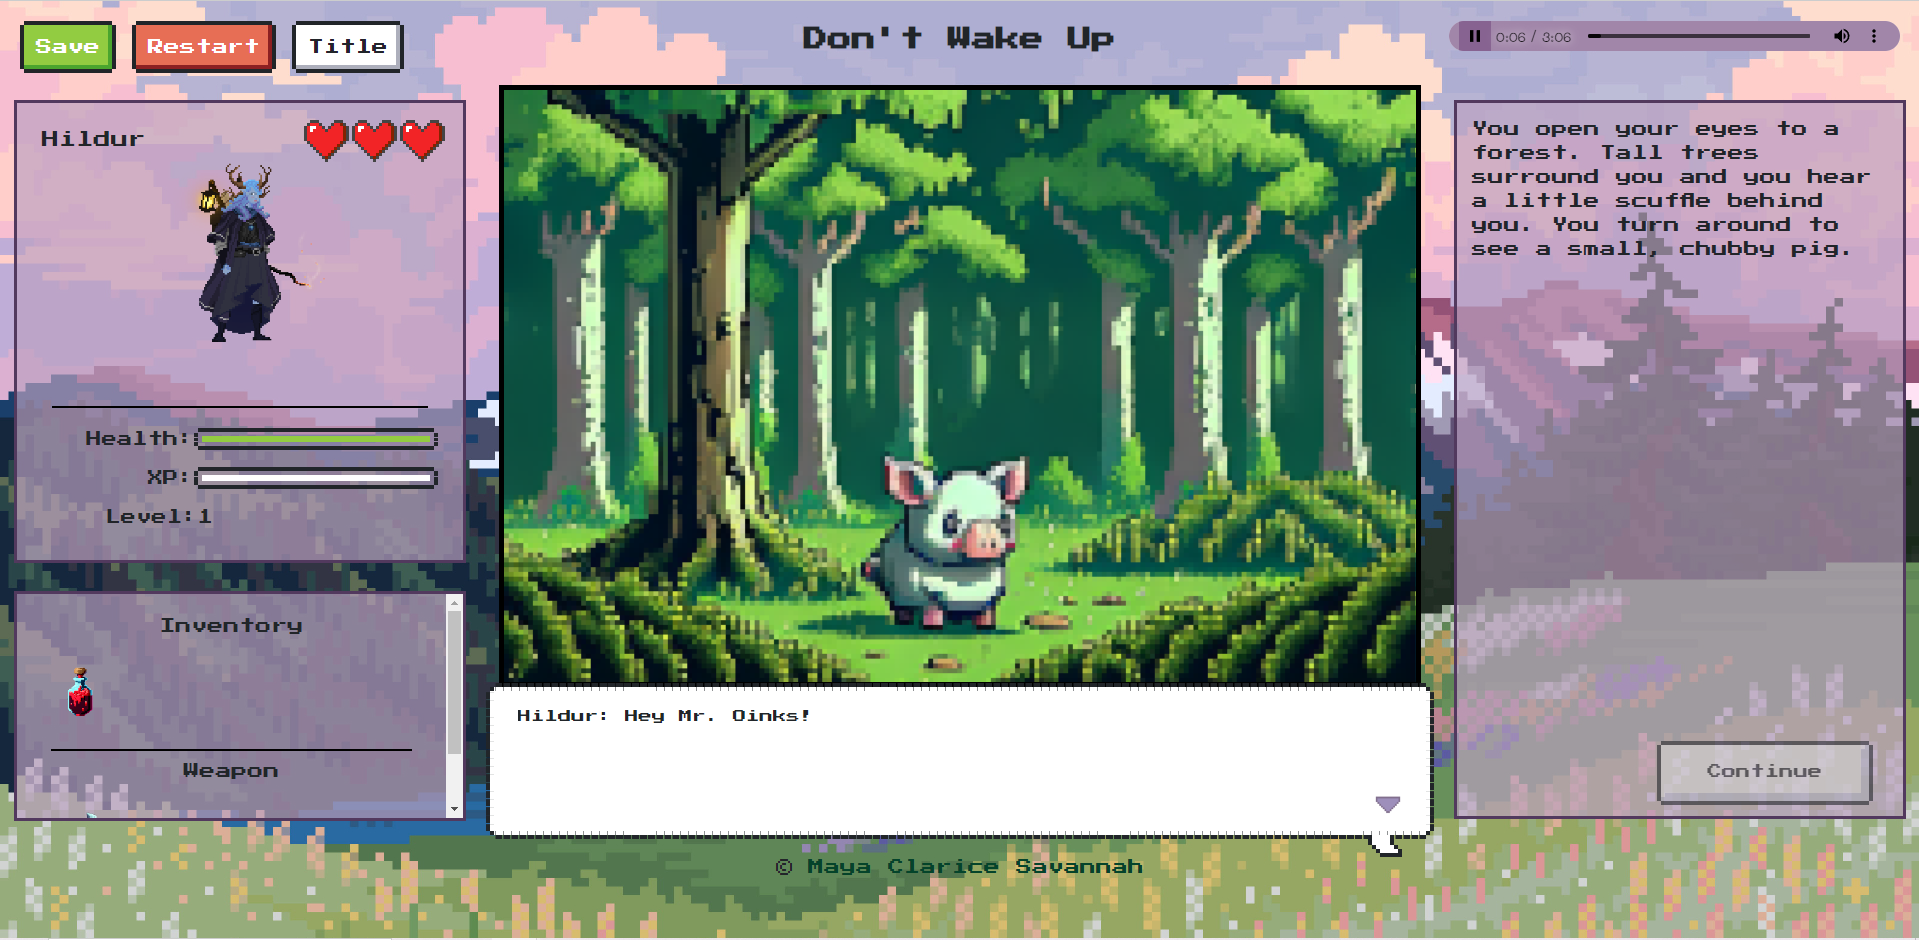 Save
Restart
Title
Don't Wake Up
0:06 / 3:06
Hildur
Health:
XP:
Level:1
Inventory
Weapon
Hildur: Hey Mr. Oinks!
You open your eyes to a
forest. Tall trees
surround you and you hear
a little scuffle behind
you. You turn around to
see a small, chubby pig.
Continue
© Maya Clarice Savannah